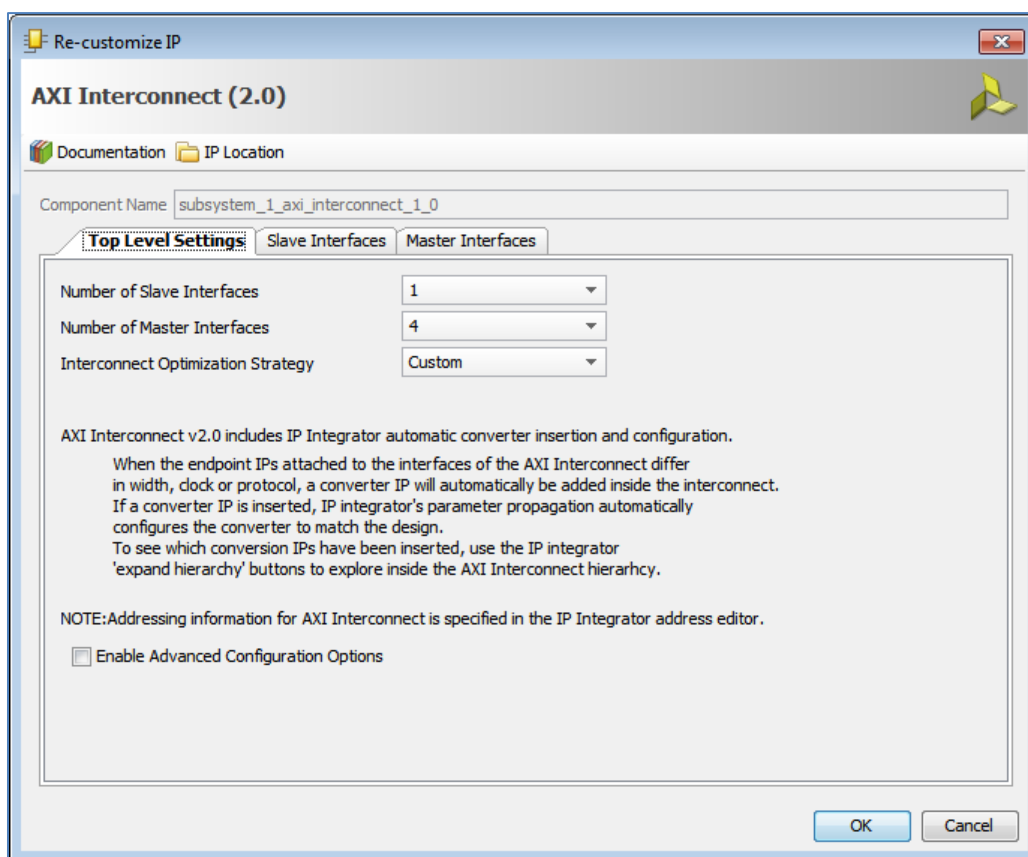 Re-customize IP
AXI Interconnect (2.0)
Documentation IP Location
Component Name subsystem_1_axi_interconnect_1_0
Top Level Settings Slave Interfaces Master Interfaces
Number of Slave Interfaces 1
Number of Master Interfaces 4
Interconnect Optimization Strategy Custom
AXI Interconnect v2.0 includes IP Integrator automatic converter insertion and configuration.
When the endpoint IPs attached to the interfaces of the AXI Interconnect differ
in width, clock or protocol, a converter IP will automatically be added inside the interconnect.
If a converter IP is inserted, IP integrator's parameter propagation automatically
configures the converter to match the design.
To see which conversion IPs have been inserted, use the IP integrator
'expand hierarchy' buttons to explore inside the AXI Interconnect hierarhcy.
NOTE:Addressing information for AXI Interconnect is specified in the IP Integrator address editor.
Enable Advanced Configuration Options
OK Cancel